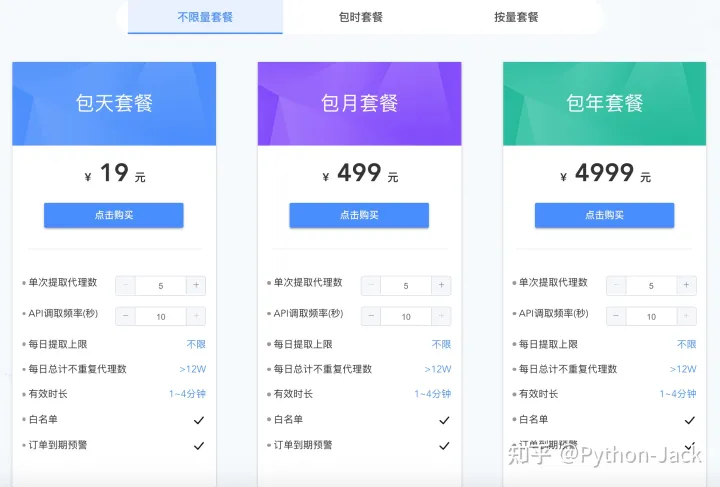 不限量套餐
包时套餐
按量套餐
包天套餐
¥ 19 元
点击购买
单次提取代理数 − 5 +
API调取频率(秒) − 10 +
每日提取上限 不限
每日总计不重复代理数 >12W
有效时长 1~4分钟
白名单 ✓
订单到期预警 ✓
包月套餐
¥ 499 元
点击购买
单次提取代理数 − 5 +
API调取频率(秒) − 10 +
每日提取上限 不限
每日总计不重复代理数 >12W
有效时长 1~4分钟
白名单 ✓
订单到期预警 ✓
包年套餐
¥ 4999 元
点击购买
单次提取代理数 − 5 +
API调取频率(秒) − 10 +
每日提取上限 不限
每日总计不重复代理数 >12W
有效时长 1~4分钟
白名单 ✓
订单到期预警 ✓
知乎 @Python-Jack